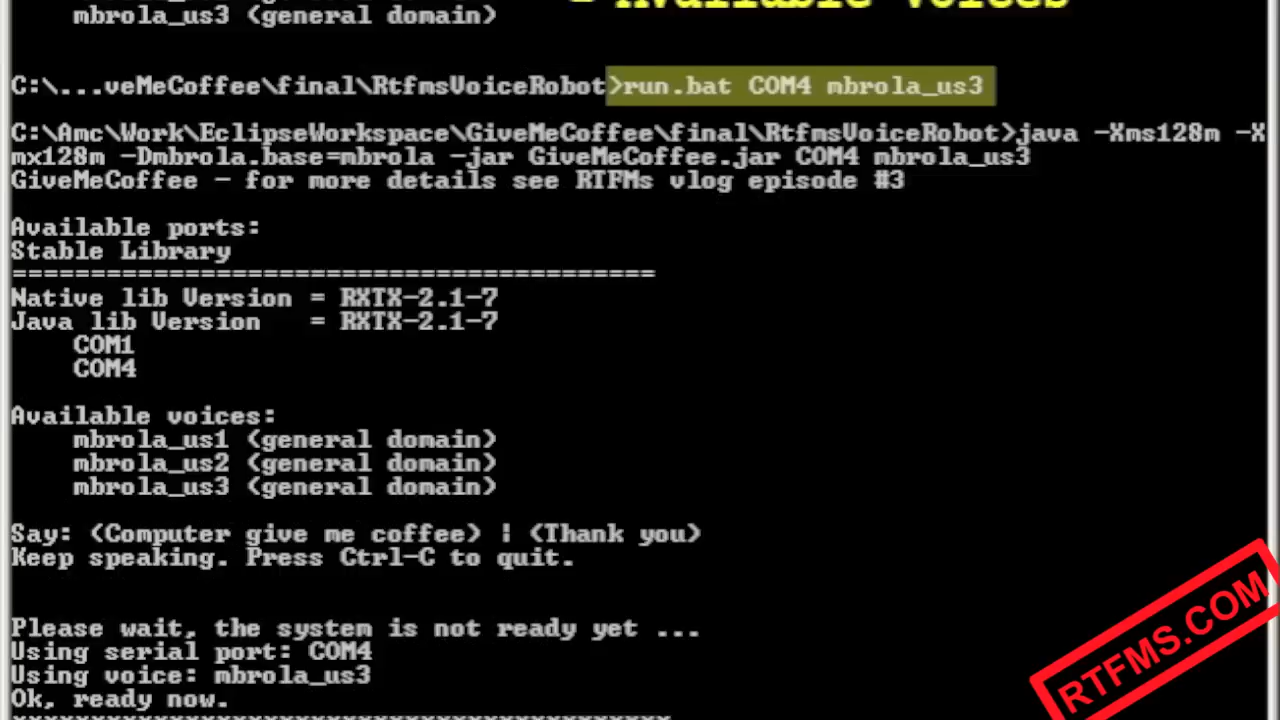 - Available voices
mbrola_us3 (general domain)
C:\...veMeCoffee\final\RtfmsVoiceRobot>run.bat COM4 mbrola_us3
C:\Amc\Work\EclipseWorkspace\GiveMeCoffee\final\RtfmsVoiceRobot>java -Xms128m -X
mx128m -Dmbrola.base=mbrola -jar GiveMeCoffee.jar COM4 mbrola_us3
GiveMeCoffee - for more details see RTFMs vlog episode #3
Available ports:
Stable Library
=========================================
Native lib Version = RXTX-2.1-7
Java lib Version   = RXTX-2.1-7
COM1
COM4
Available voices:
mbrola_us1 (general domain)
mbrola_us2 (general domain)
mbrola_us3 (general domain)
Say: (Computer give me coffee) | (Thank you)
Keep speaking. Press Ctrl-C to quit.
Please wait, the system is not ready yet ...
Using serial port: COM4
Using voice: mbrola_us3
Ok, ready now.
RTFMS.COM